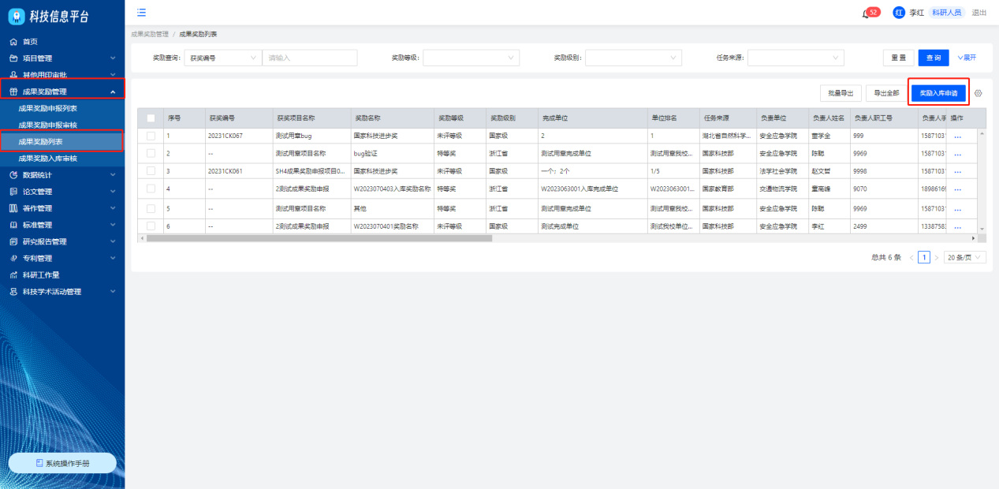 科技信息平台
首页
项目管理
其他用印审批
成果奖励管理
成果奖励申报列表
成果奖励申报审核
成果奖励列表
成果奖励入库审核
数据统计
论文管理
著作管理
标准管理
研究报告管理
专利管理
科研工作量
科技学术活动管理
系统操作手册
52 红 李红 科研人员 退出
成果奖励管理 / 成果奖励列表
奖励查询: 获奖编号 请输入 奖励等级: 奖励级别: 任务来源: 重置 查询 展开
批量导出 导出全部 奖励入库申请
序号 获奖编号 获奖项目名称 奖励名称 奖励等级 奖励级别 完成单位 单位排名 任务来源 负责单位 负责人姓名 负责人职工号 负责人手 操作
1 20231CK067 测试用章bug 国家科技进步奖 未评等级 国家级 2 1 湖北省自然科学... 安全应急学院 董学全 999 1587103 ...
2 -- 测试用章项目名称 bug验证 特等奖 浙江省 测试用章完成单位 测试用章我校... 国家科技部 安全应急学院 陈聪 9969 1587103 ...
3 20231CK061 SH4成果奖励申报项目0... 国家科技进步奖 未评等级 国家级 一个；2个 1/5 国家科技部 法学社会学院 赵文哲 9998 1587103 ...
4 -- 2测试成果奖励申报 W2023070403入库奖励名称 特等奖 浙江省 W2023063001入库完成单位 W2023063001... 国家教育部 交通物流学院 童高峰 9070 1898616 ...
5 -- 测试用章项目名称 其他 特等奖 浙江省 测试用章完成单位 测试用章我校... 国家科技部 安全应急学院 陈聪 9969 1587103 ...
6 -- 2测试成果奖励申报 W2023070401奖励名称 未评等级 国家级 测试完成单位 测试我校单位... 国家科技部 安全应急学院 李红 2499 1338758 ...
总共 6 条 < 1 > 20 条/页